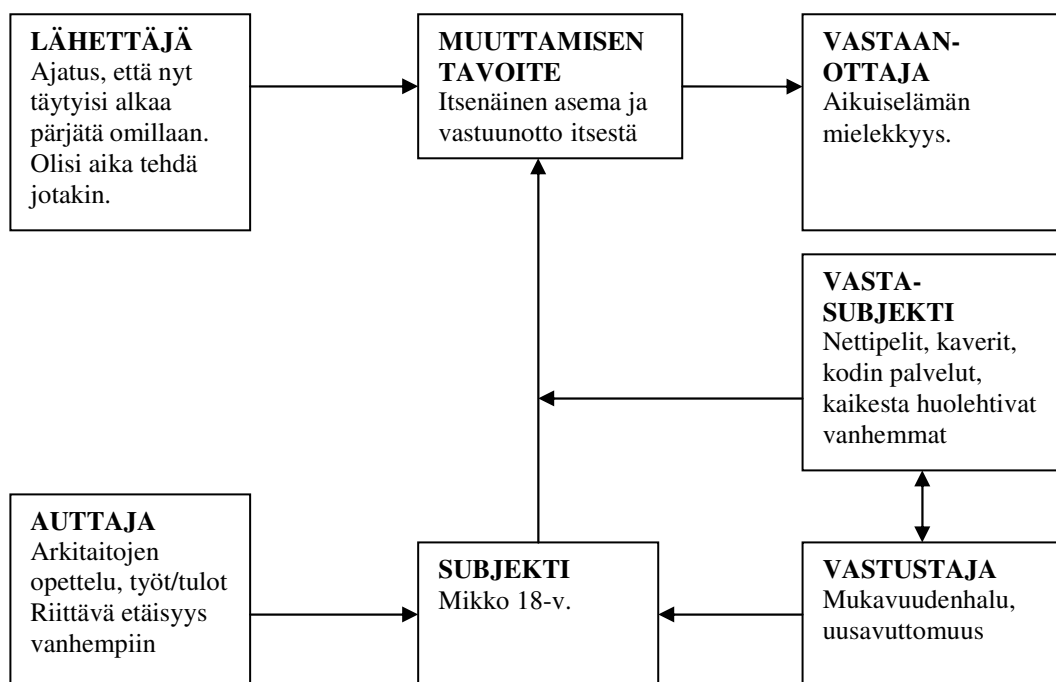 LÄHETTÄJÄ
Ajatus, että nyt
täytyisi alkaa
pärjätä omillaan.
Olisi aika tehdä
jotakin.
MUUTTAMISEN
TAVOITE
Itsenäinen asema ja
vastuunotto itsestä
VASTAAN-
OTTAJA
Aikuiselämän
mielekkyys.
VASTA-
SUBJEKTI
Nettipelit, kaverit,
kodin palvelut,
kaikesta huolehtivat
vanhemmat
AUTTAJA
Arkitaitojen
opettelu, työt/tulot
Riittävä etäisyys
vanhempiin
SUBJEKTI
Mikko 18-v.
VASTUSTAJA
Mukavuudenhalu,
uusavuttomuus